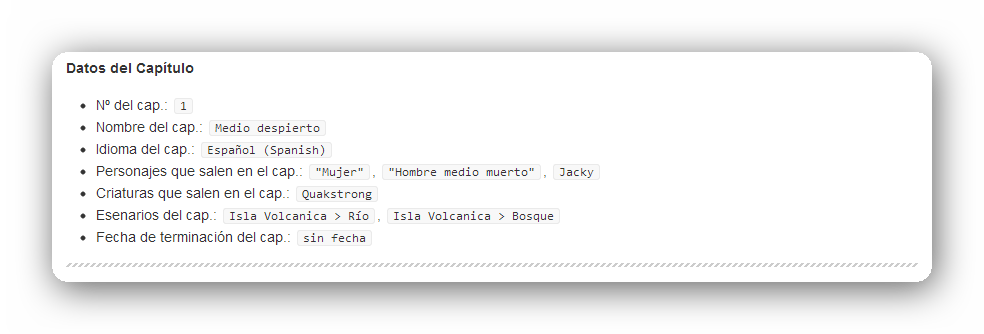 Datos del Capítulo
Nº del cap.: 1
Nombre del cap.: Medio despierto
Idioma del cap.: Español (Spanish)
Personajes que salen en el cap.: "Mujer", "Hombre medio muerto", Jacky
Criaturas que salen en el cap.: Quakstrong
Esenarios del cap.: Isla Volcanica > Río, Isla Volcanica > Bosque
Fecha de terminación del cap.: sin fecha